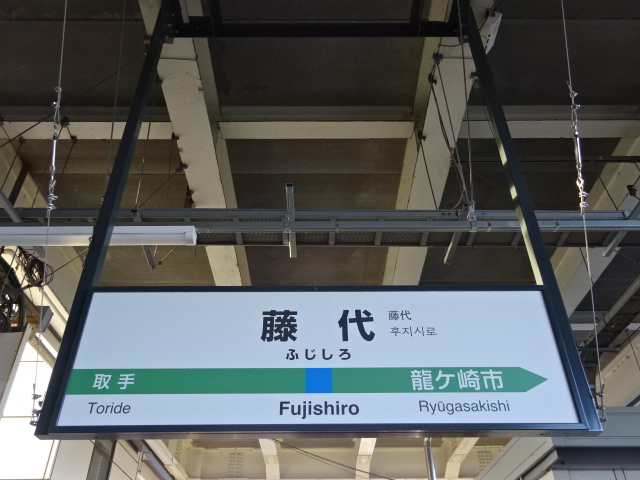 藤代
藤代
후지시로
ふじしろ
取手 龍ケ崎市
Toride Fujishiro Ryūgasakishi